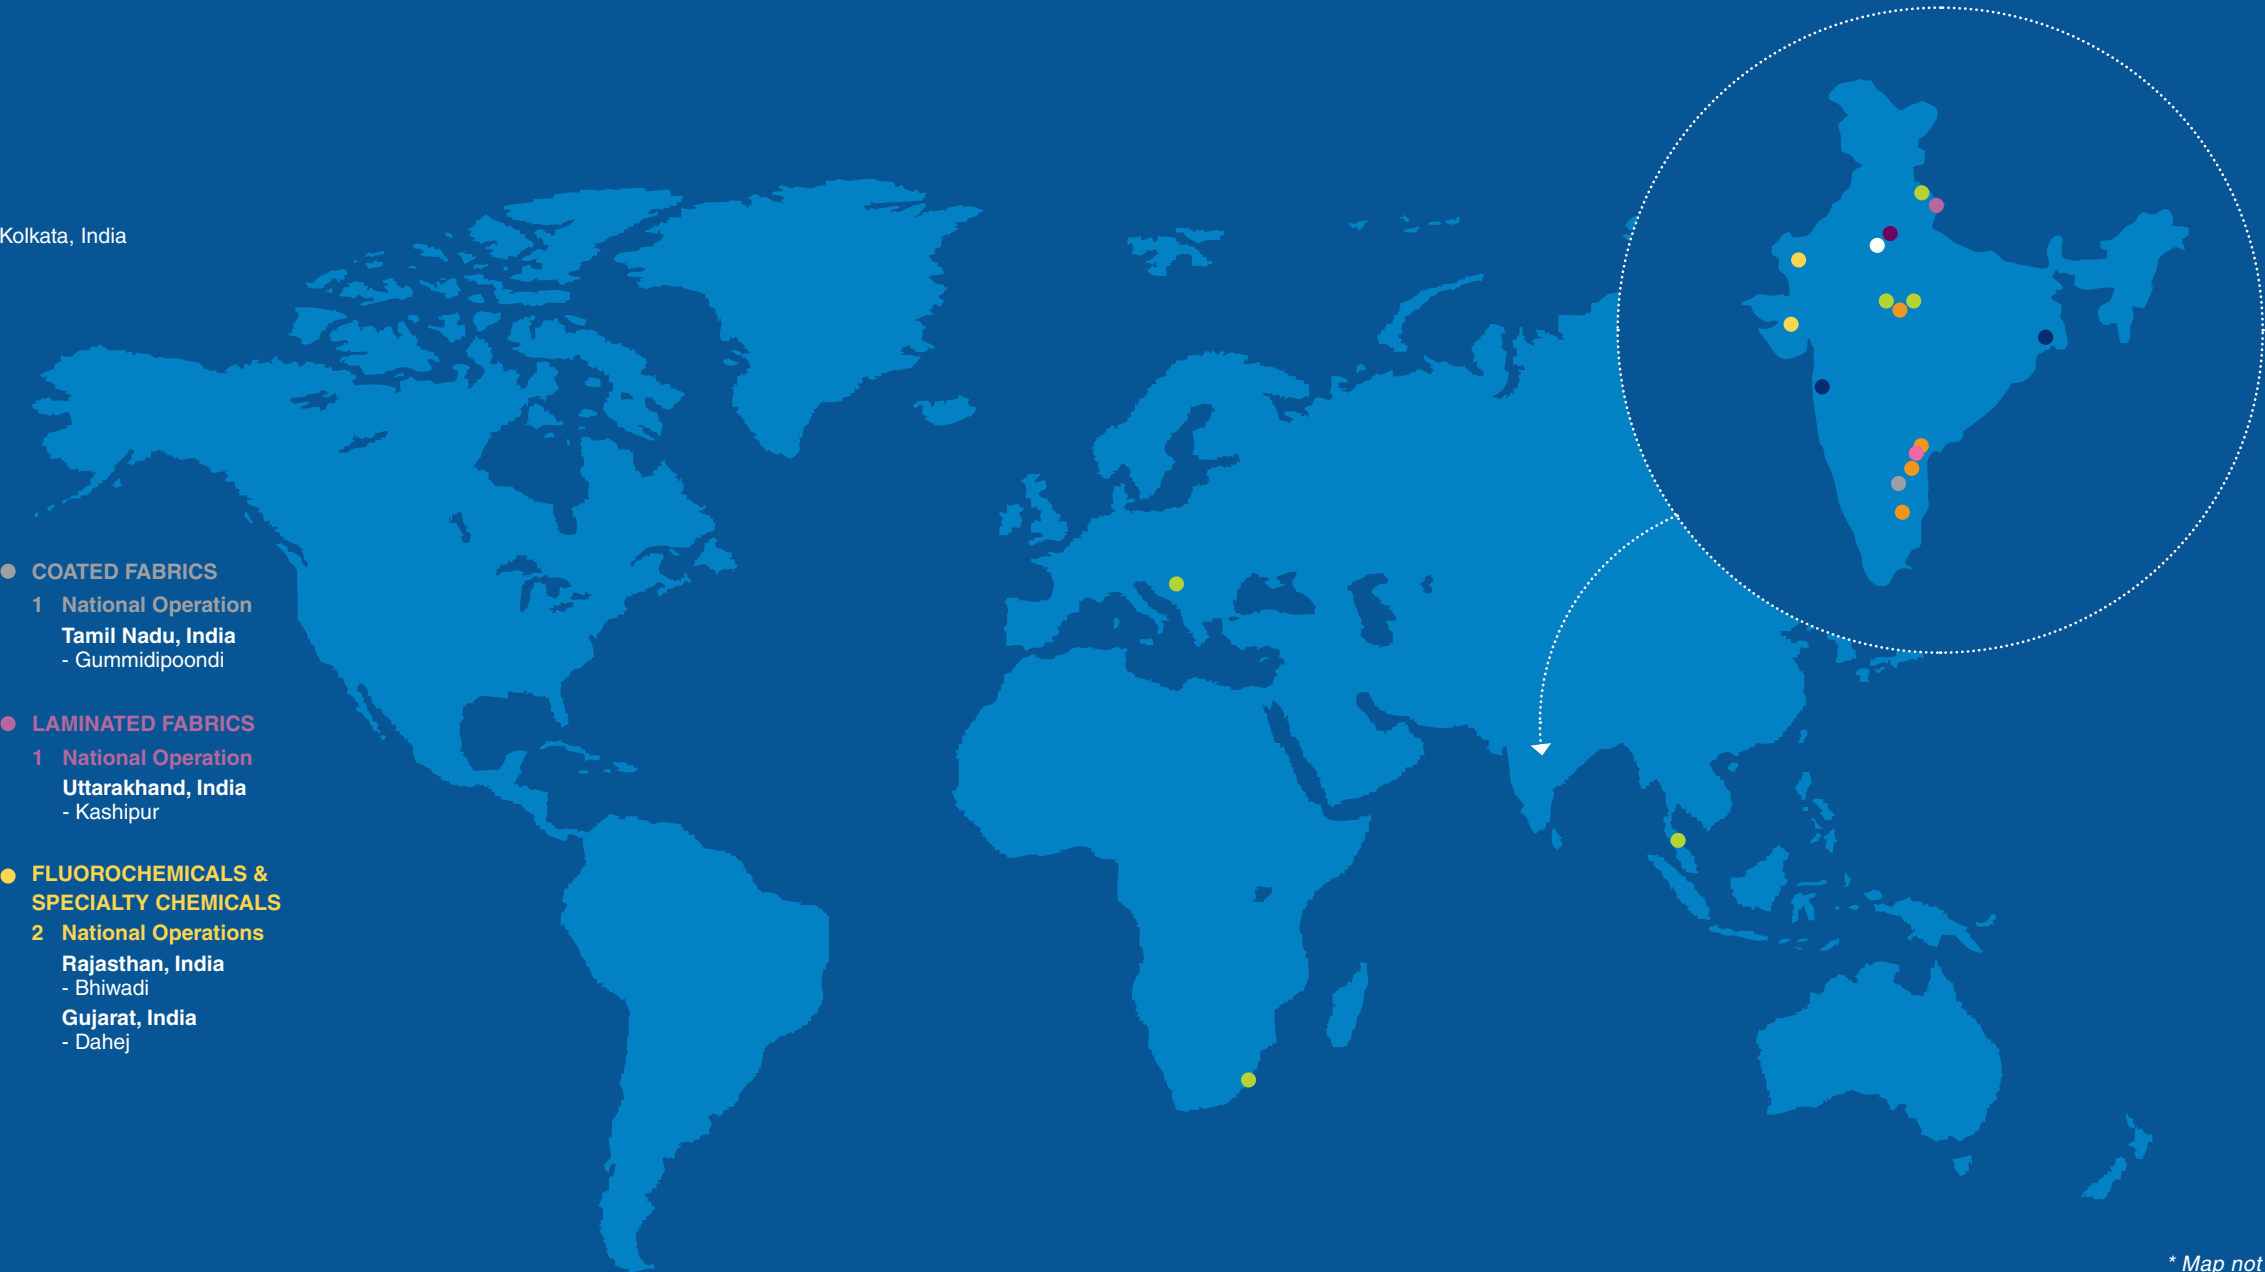 Kolkata, India
COATED FABRICS
1 National Operation
Tamil Nadu, India
- Gummidipoondi
LAMINATED FABRICS
1 National Operation
Uttarakhand, India
- Kashipur
FLUOROCHEMICALS &
SPECIALTY CHEMICALS
2 National Operations
Rajasthan, India
- Bhiwadi
Gujarat, India
- Dahej
* Map not